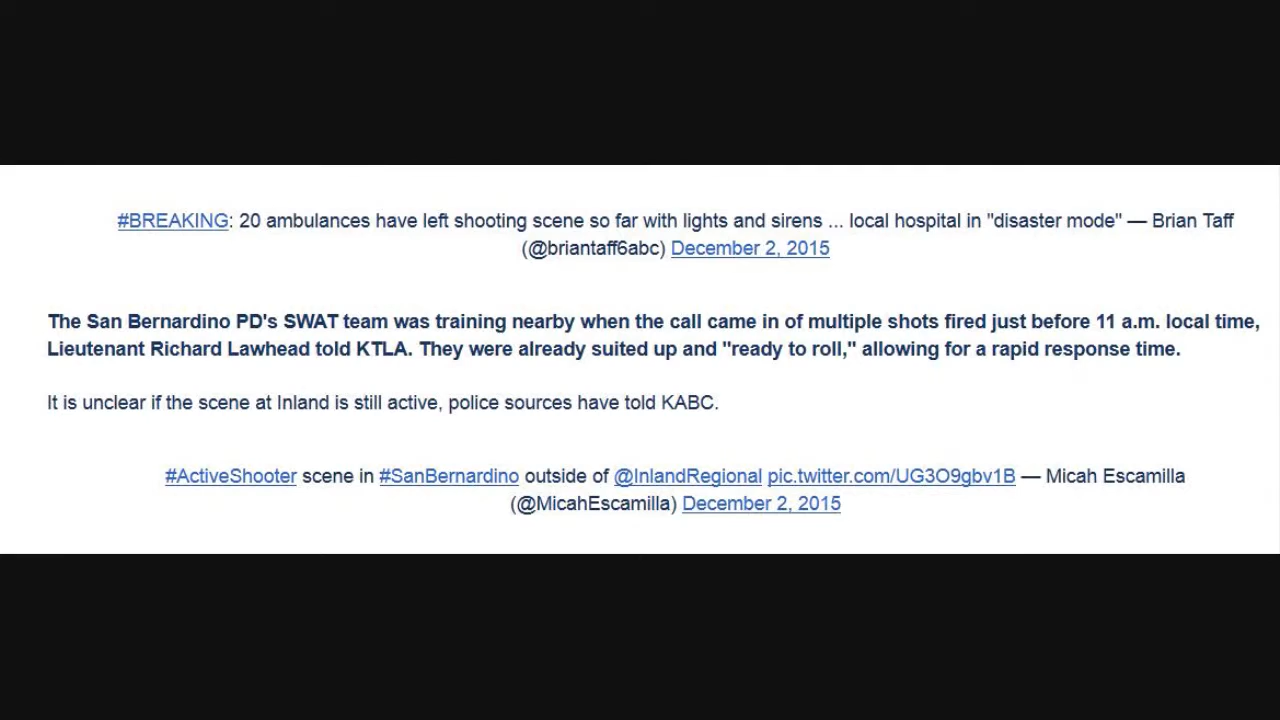 #BREAKING: 20 ambulances have left shooting scene so far with lights and sirens ... local hospital in "disaster mode" — Brian Taff
(@briantaff6abc) December 2, 2015
The San Bernardino PD's SWAT team was training nearby when the call came in of multiple shots fired just before 11 a.m. local time,
Lieutenant Richard Lawhead told KTLA. They were already suited up and "ready to roll," allowing for a rapid response time.
It is unclear if the scene at Inland is still active, police sources have told KABC.
#ActiveShooter scene in #SanBernardino outside of @InlandRegional pic.twitter.com/UG3O9gbv1B — Micah Escamilla
(@MicahEscamilla) December 2, 2015